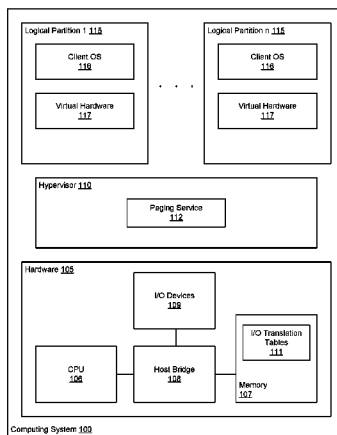 Logical Partition 1 115
Client OS
116
Virtual Hardware
117
. . .
Logical Partition n 115
Client OS
116
Virtual Hardware
117
Hypervisor 110
Paging Service
112
Hardware 105
I/O Devices
109
CPU
106
Host Bridge
108
I/O Translation
Tables
111
Memory
107
Computing System 100